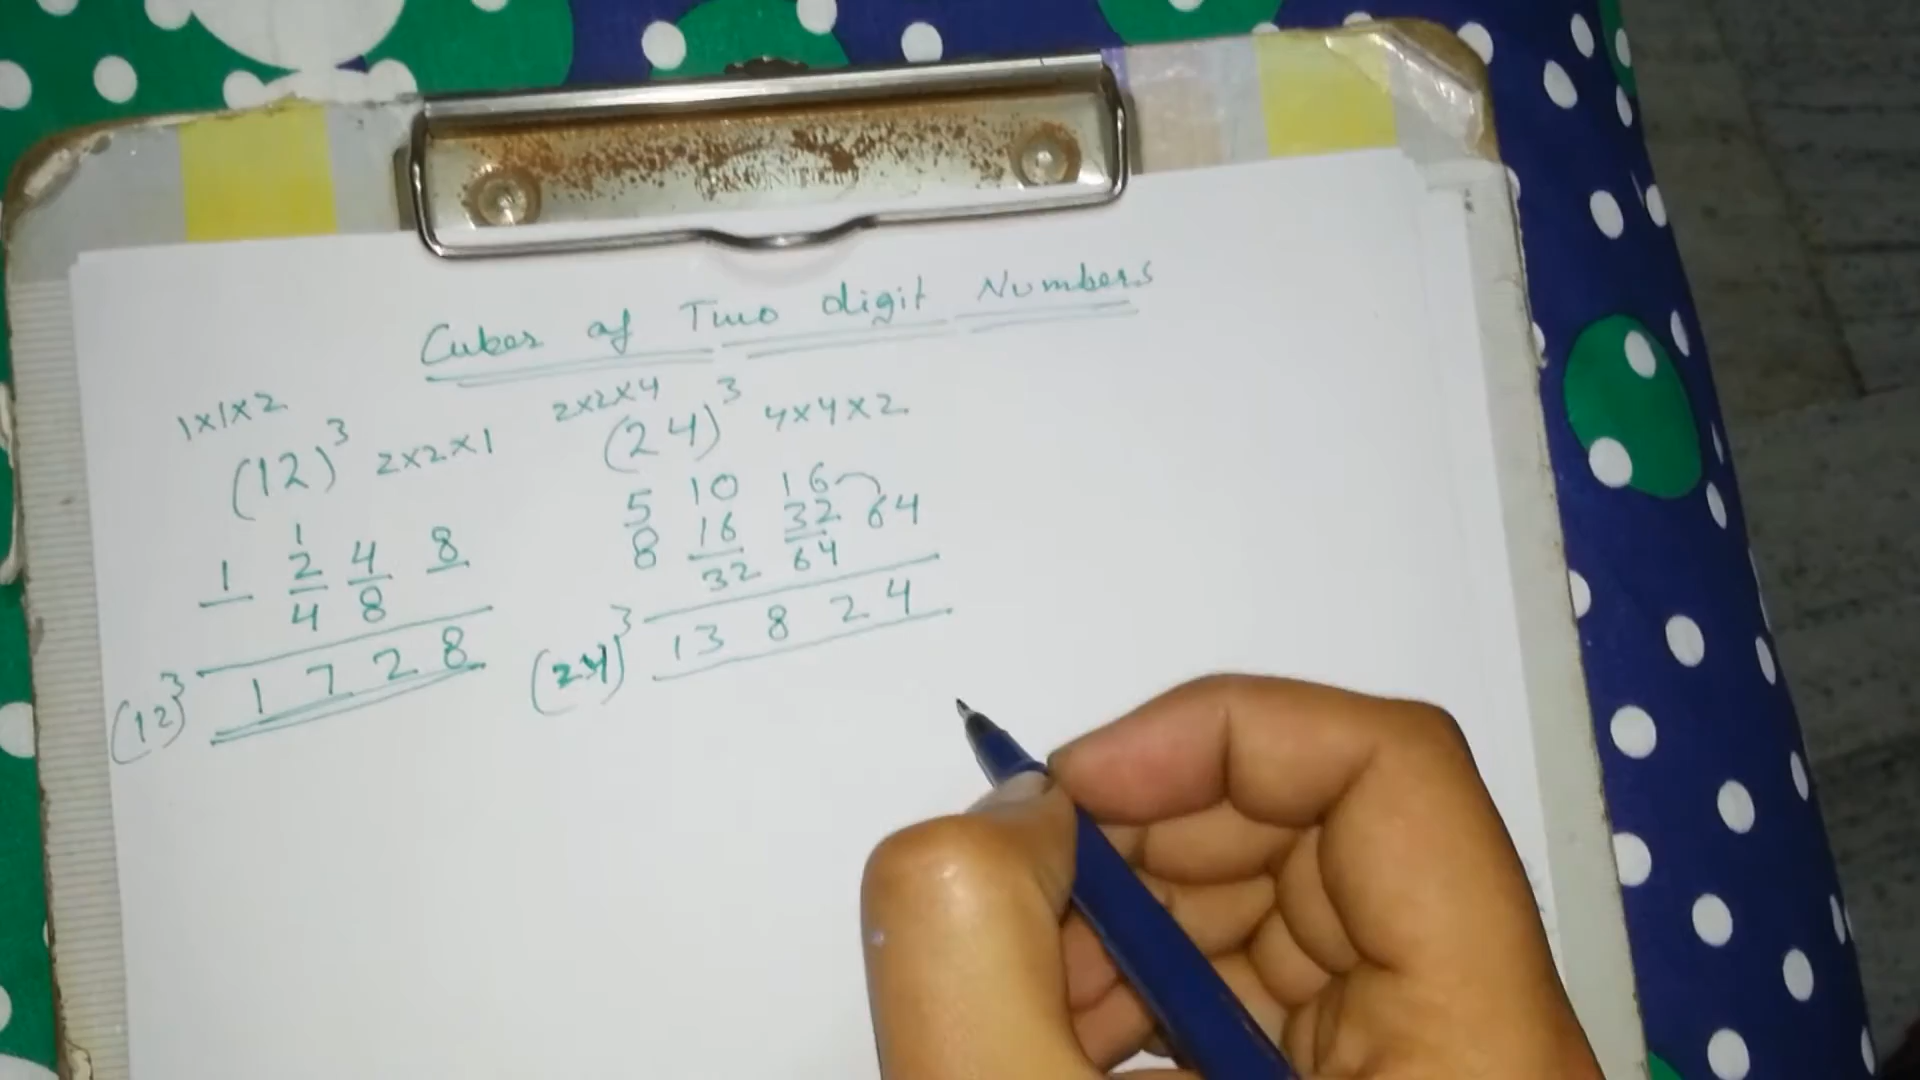 Cubes of Two digit Numbers
1x1x2
(12)³ 2x2x1
1
1 2 4 8
4 8
(12)³ 1 7 2 8
2x2x4
(24)³ 4x4x2
5 10 16
8 16 32 64
32 64
(24)³ 13 8 2 4